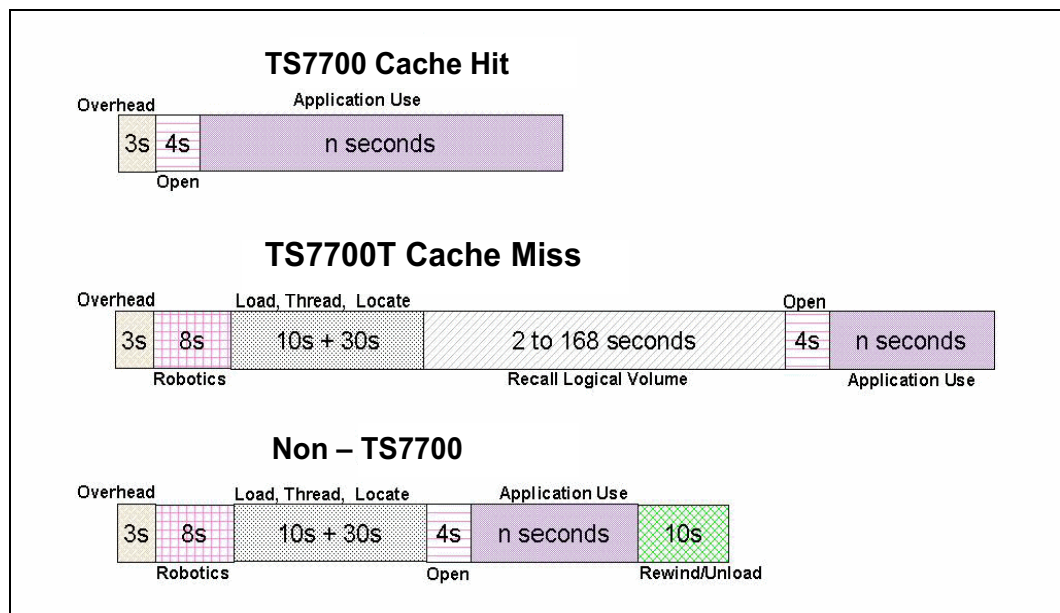 TS7700 Cache Hit
Application Use
Overhead
3s 4s n seconds
Open
TS7700T Cache Miss
Overhead Load, Thread, Locate Open
3s 8s 10s + 30s 2 to 168 seconds 4s n seconds
Robotics Recall Logical Volume Application Use
Non – TS7700
Overhead Load, Thread, Locate Application Use
3s 8s 10s + 30s 4s n seconds 10s
Robotics Open Rewind/Unload